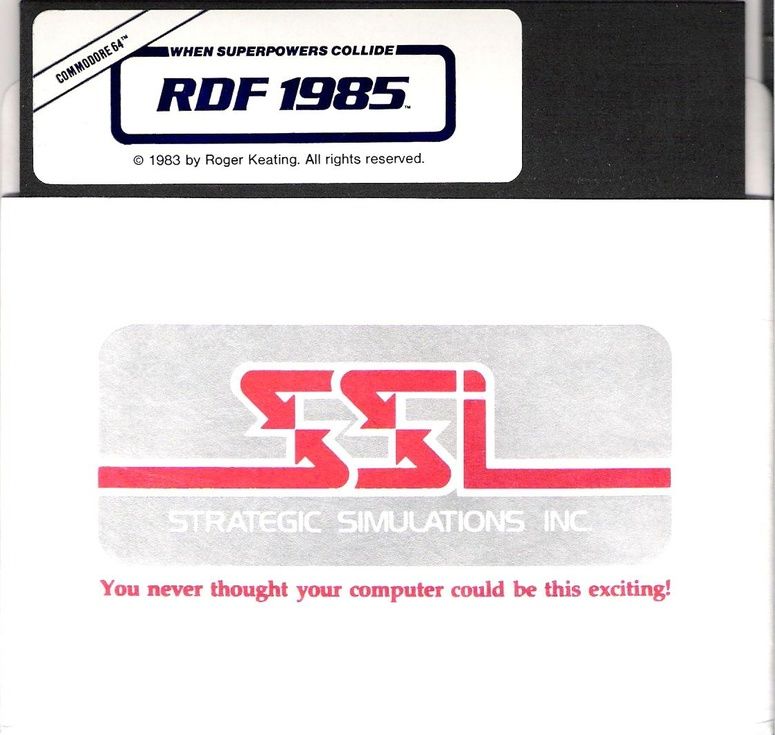 COMMODORE 64™
WHEN SUPERPOWERS COLLIDE
RDF 1985™
© 1983 by Roger Keating. All rights reserved.
SSi
STRATEGIC SIMULATIONS INC.
You never thought your computer could be this exciting!